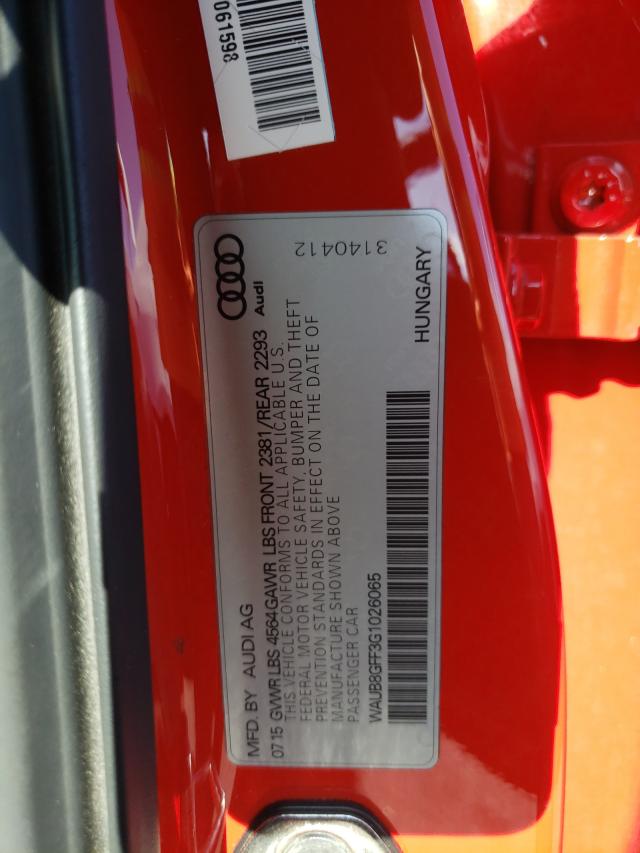 061598
MFD. BY AUDI AG
Audi
07 15 GVWR LBS 4564 GAWR LBS FRONT 2381/REAR 2293
THIS VEHICLE CONFORMS TO ALL APPLICABLE U.S.
FEDERAL MOTOR VEHICLE SAFETY, BUMPER AND THEFT
PREVENTION STANDARDS IN EFFECT ON THE DATE OF
MANUFACTURE SHOWN ABOVE
PASSENGER CAR
3140412
WAUB8GFF3G1026065
HUNGARY